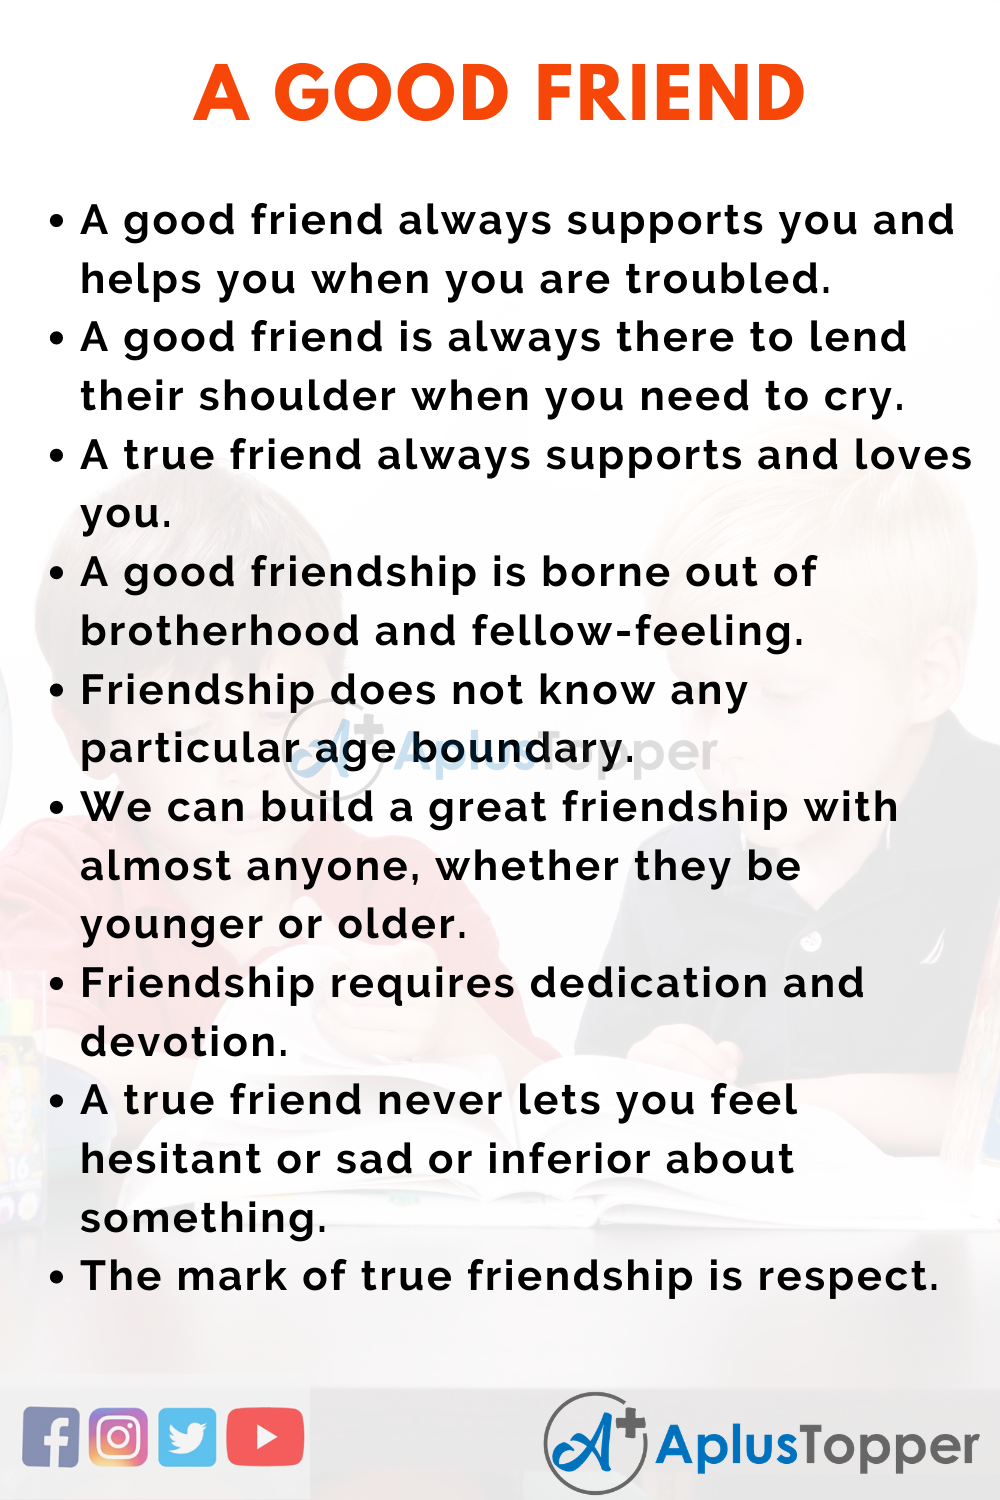 A GOOD FRIEND
• A good friend always supports you and
helps you when you are troubled.
• A good friend is always there to lend
their shoulder when you need to cry.
• A true friend always supports and loves
you.
• A good friendship is borne out of
brotherhood and fellow-feeling.
• Friendship does not know any
particular age boundary.
• We can build a great friendship with
almost anyone, whether they be
younger or older.
• Friendship requires dedication and
devotion.
• A true friend never lets you feel
hesitant or sad or inferior about
something.
• The mark of true friendship is respect.
A+ AplusTopper
16
A+ AplusTopper